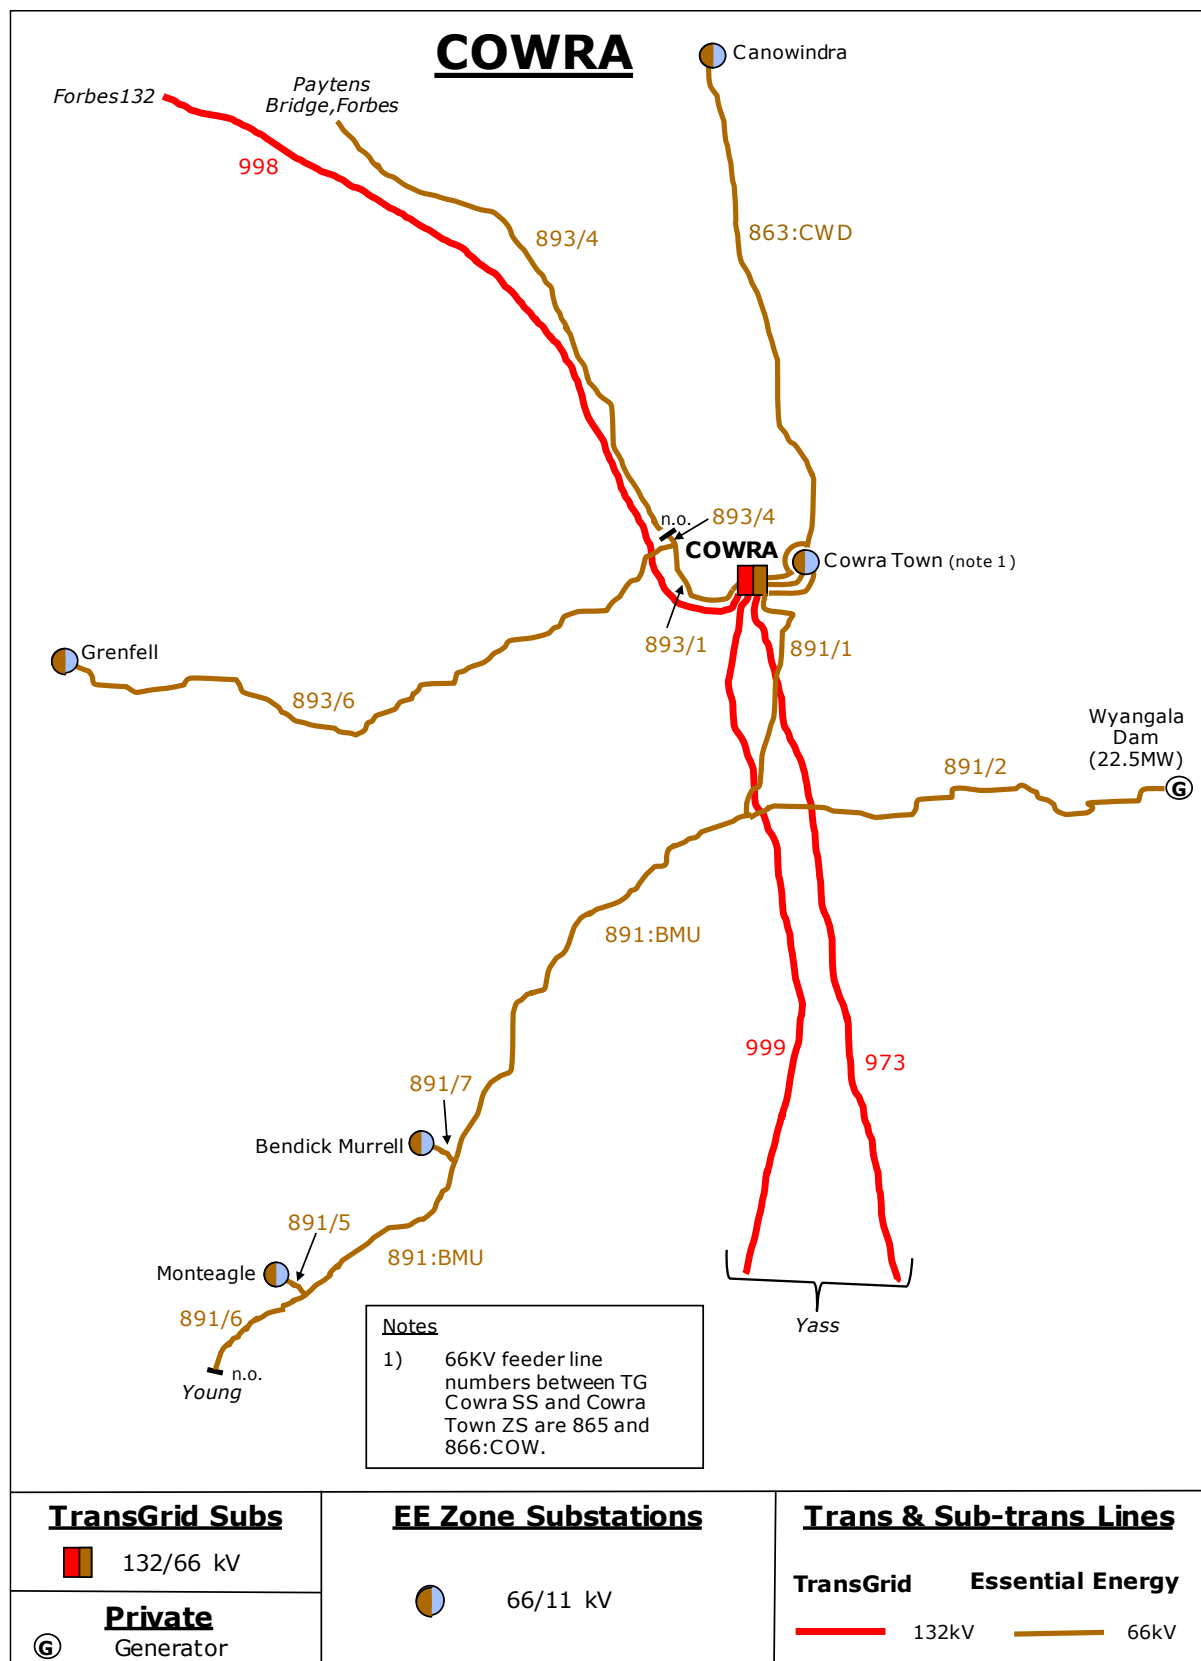 COWRA
Canowindra
Forbes132
Paytens
Bridge,Forbes
998
893/4
863:CWD
n.o.
893/4
COWRA
Cowra Town (note 1)
893/1
891/1
Grenfell
893/6
Wyangala
Dam
(22.5MW)
891/2
G
891:BMU
999
973
891/7
Bendick Murrell
891/5
891:BMU
Monteagle
891/6
n.o.
Young
Yass
Notes
1) 66KV feeder line
numbers between TG
Cowra SS and Cowra
Town ZS are 865 and
866:COW.
TransGrid Subs
132/66 kV
Private
G Generator
EE Zone Substations
66/11 kV
Trans & Sub-trans Lines
TransGrid Essential Energy
132kV 66kV